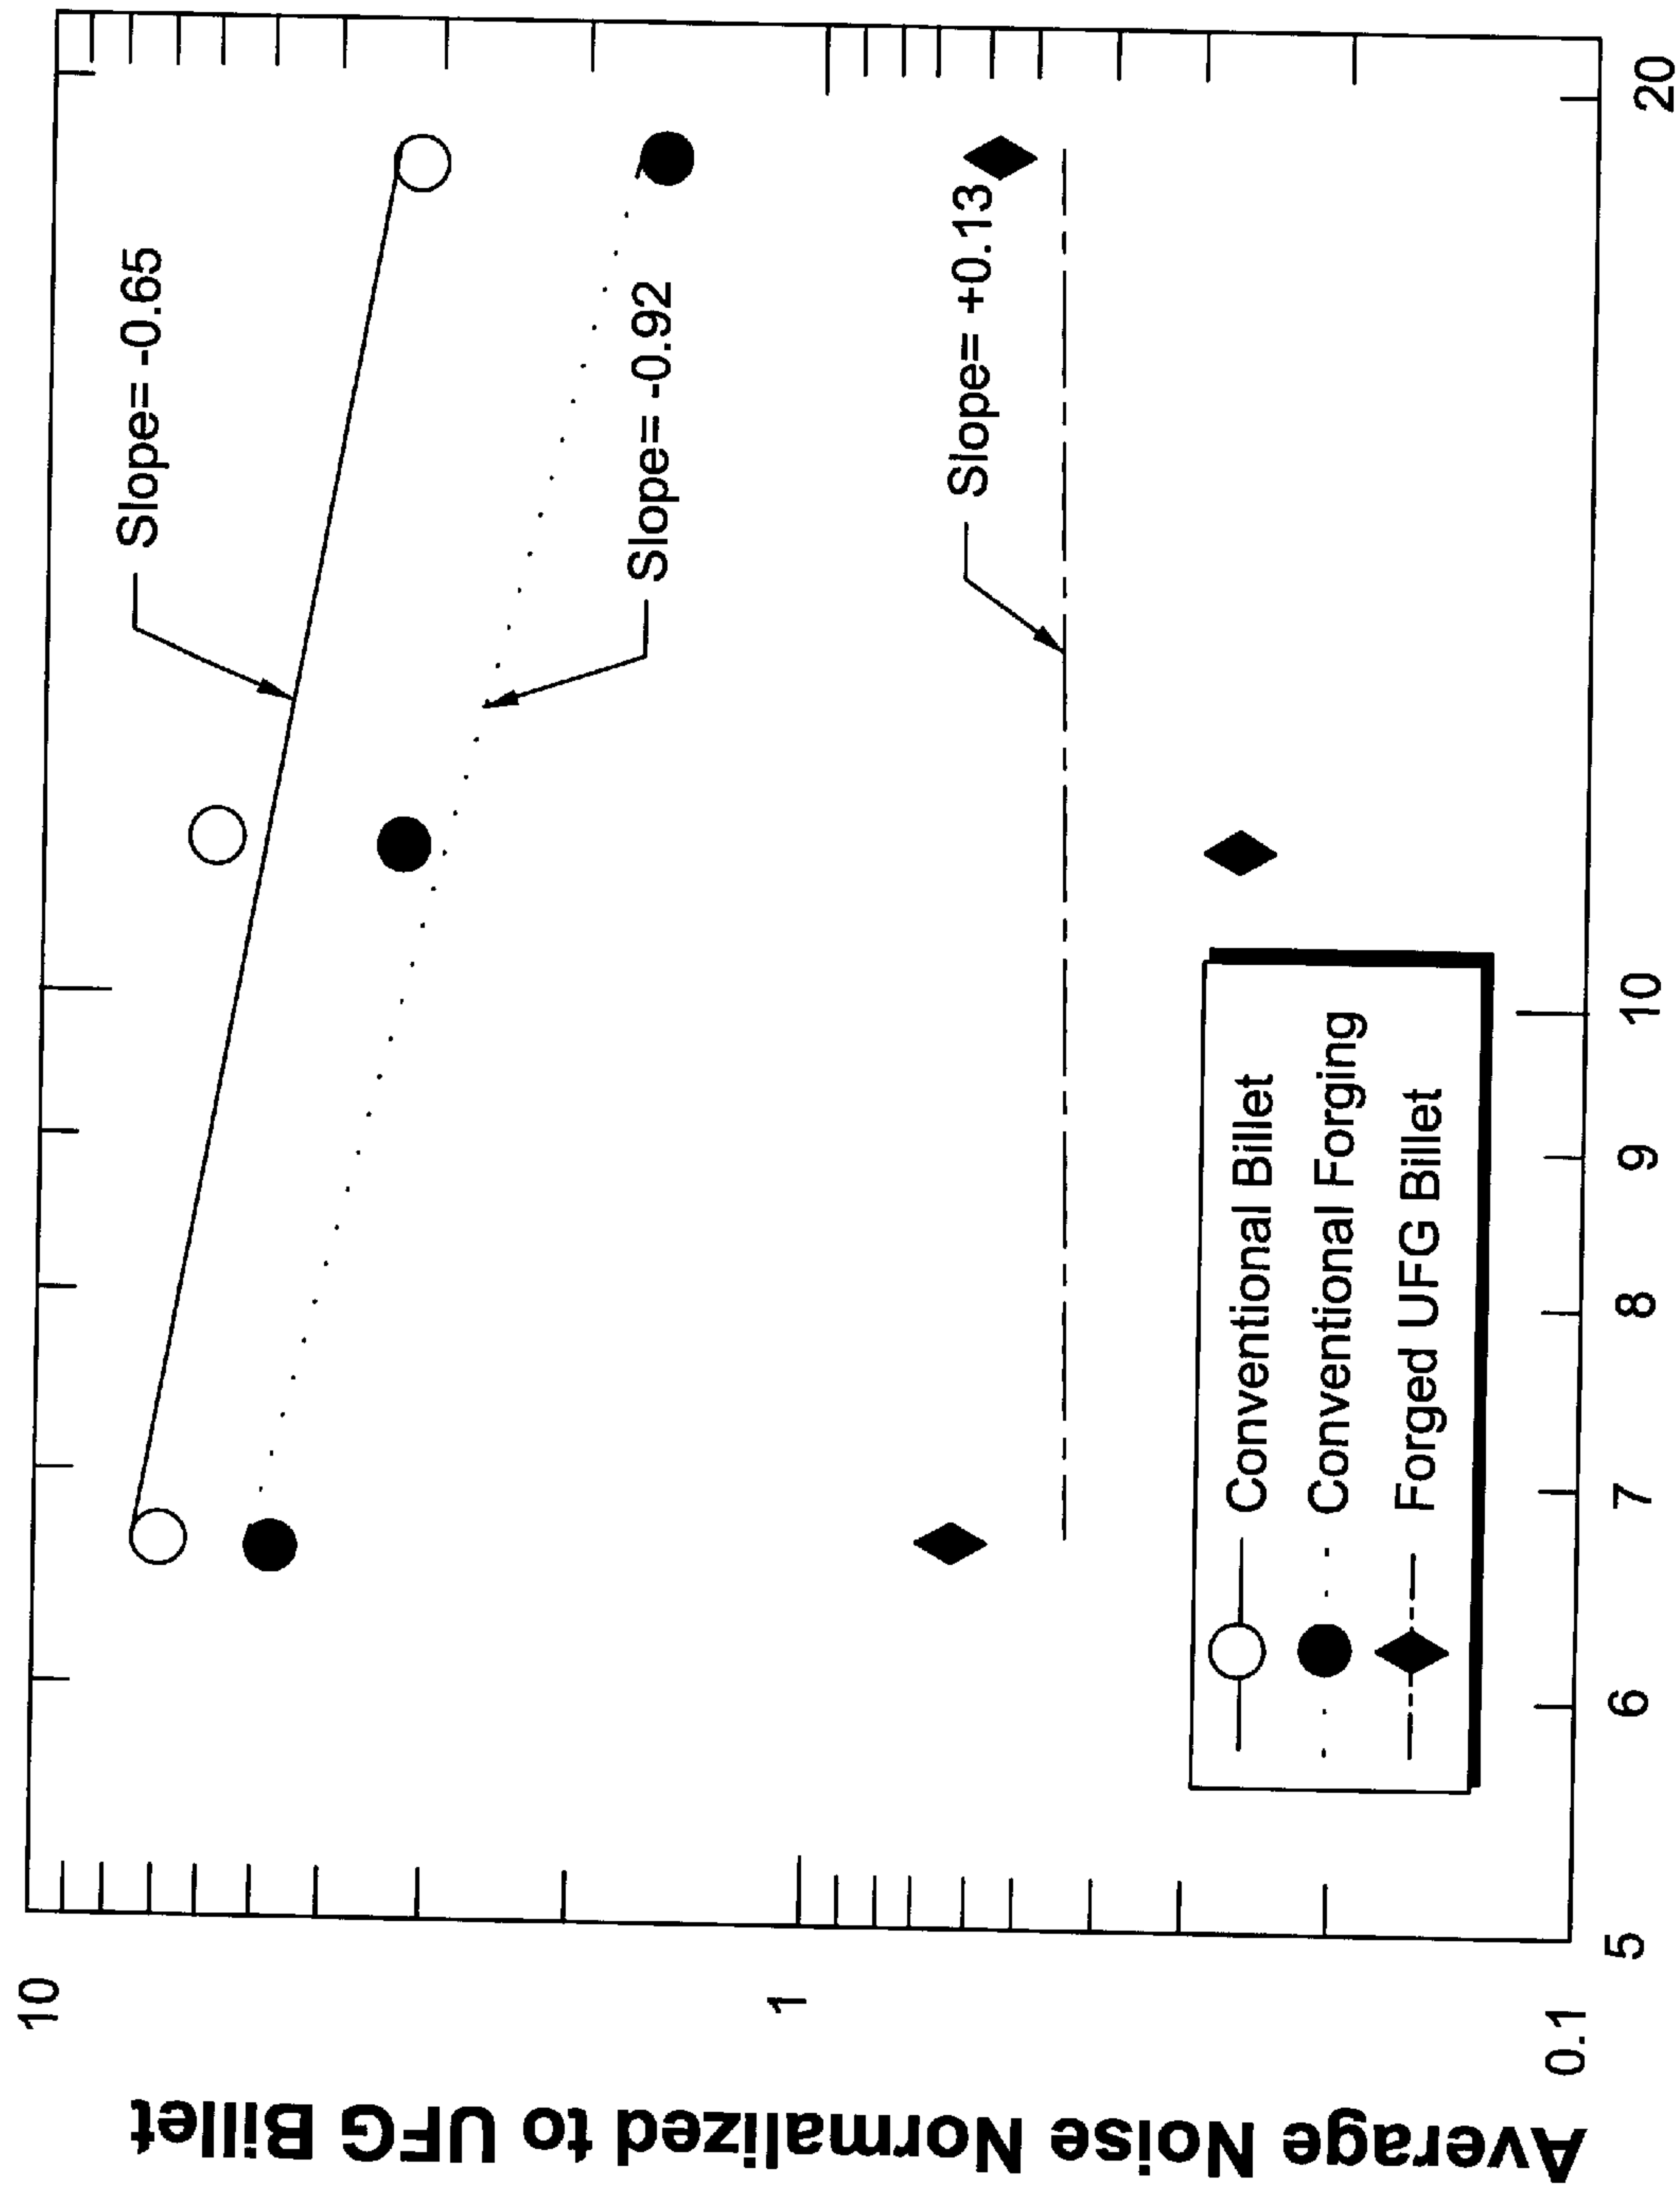 Average Noise Normalized to UFG Billet
10
1
0.1
Slope= -0.65
Slope= -0.92
Slope= +0.13
Conventional Billet
Conventional Forging
Forged UFG Billet
5
6
7
8
9
10
20